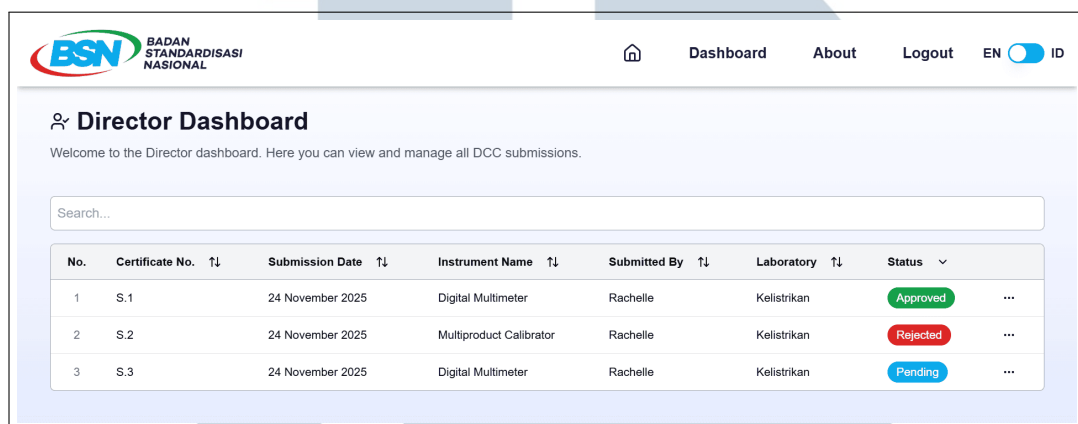 BSN BADAN STANDARDISASI NASIONAL
Dashboard About Logout EN ID
Director Dashboard
Welcome to the Director dashboard. Here you can view and manage all DCC submissions.
Search...
No. Certificate No. Submission Date Instrument Name Submitted By Laboratory Status
1 S.1 24 November 2025 Digital Multimeter Rachelle Kelistrikan Approved ...
2 S.2 24 November 2025 Multiproduct Calibrator Rachelle Kelistrikan Rejected ...
3 S.3 24 November 2025 Digital Multimeter Rachelle Kelistrikan Pending ...